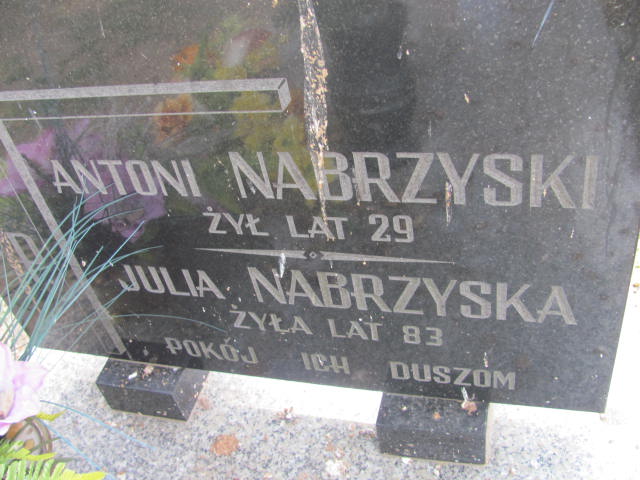 ANTONI NABRZYSKI
ŻYŁ LAT 29
JULIA NABRZYSKA
ŻYŁA LAT 83
POKÓJ ICH DUSZOM